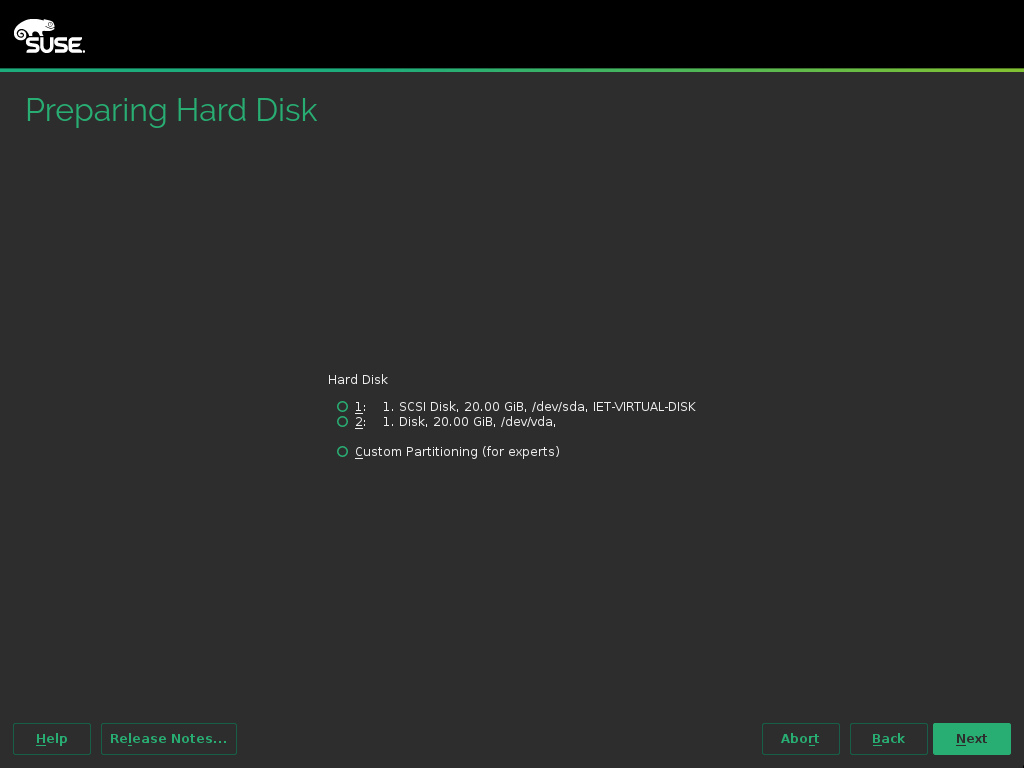 SUSE.
Preparing Hard Disk
Hard Disk
1: 1. SCSI Disk, 20.00 GiB, /dev/sda, IET-VIRTUAL-DISK
2: 1. Disk, 20.00 GiB, /dev/vda,
Custom Partitioning (for experts)
Help Release Notes... Abort Back Next